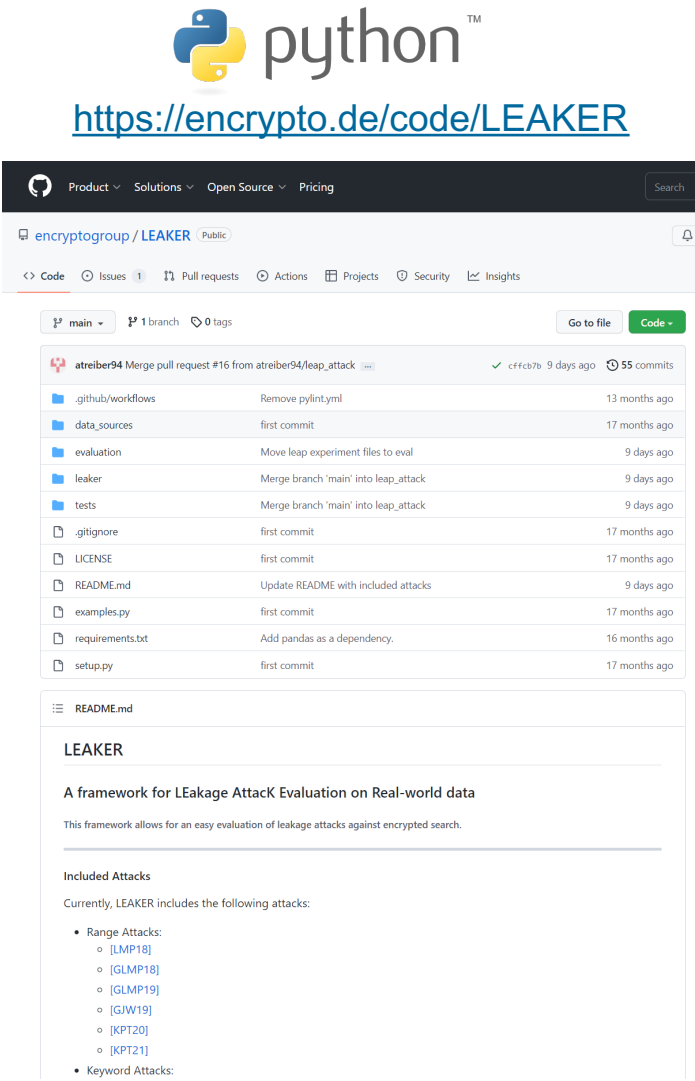 python™
https://encrypto.de/code/LEAKER
Product Solutions Open Source Pricing Search
encryptogroup / LEAKER Public
<> Code Issues 1 Pull requests Actions Projects Security Insights
main 1 branch 0 tags Go to file Code
atreiber94 Merge pull request #16 from atreiber94/leap_attack ... cffcb7b 9 days ago 55 commits
.github/workflows Remove pylint.yml 13 months ago
data_sources first commit 17 months ago
evaluation Move leap experiment files to eval 9 days ago
leaker Merge branch 'main' into leap_attack 9 days ago
tests Merge branch 'main' into leap_attack 9 days ago
.gitignore first commit 17 months ago
LICENSE first commit 17 months ago
README.md Update README with included attacks 9 days ago
examples.py first commit 17 months ago
requirements.txt Add pandas as a dependency. 16 months ago
setup.py first commit 17 months ago
README.md
LEAKER
A framework for LEakage AttacK Evaluation on Real-world data
This framework allows for an easy evaluation of leakage attacks against encrypted search.
Included Attacks
Currently, LEAKER includes the following attacks:
• Range Attacks:
○ [LMP18]
○ [GLMP18]
○ [GLMP19]
○ [GJW19]
○ [KPT20]
○ [KPT21]
• Keyword Attacks: